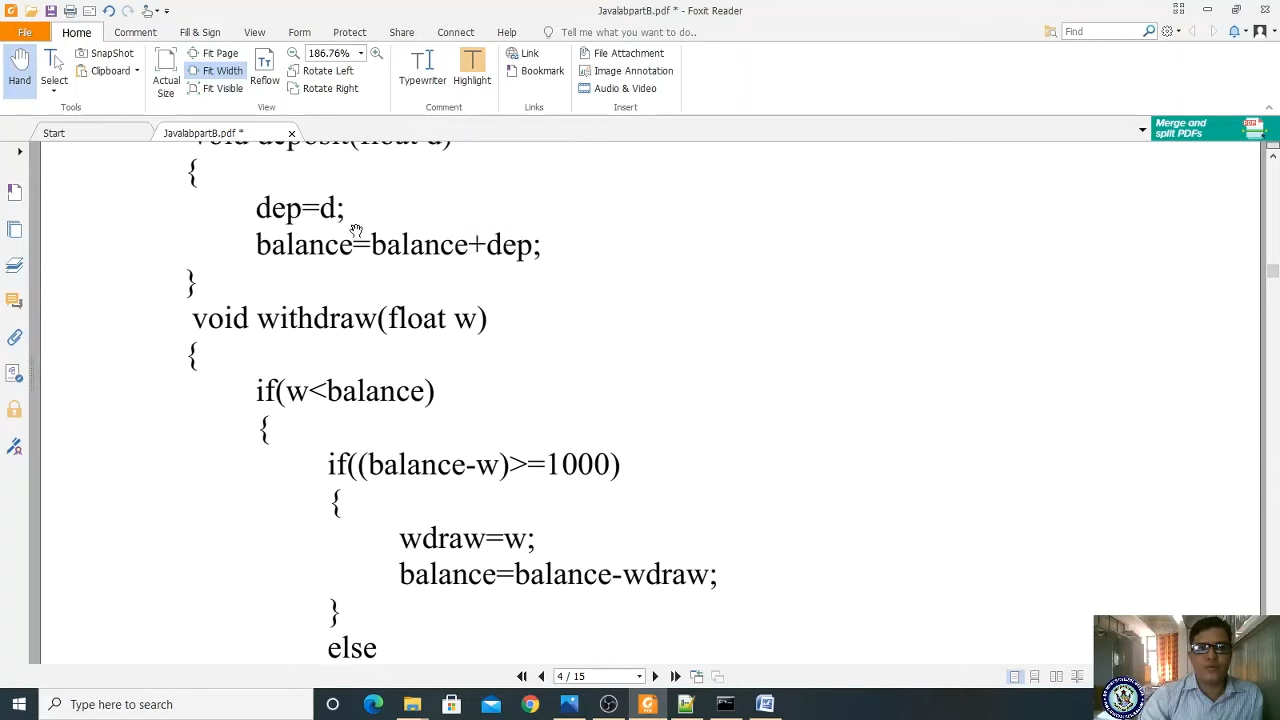 Javalabpartb.pdf * - Foxit Reader
File
Home
Comment
Fill & Sign
View
Form
Protect
Share
Connect
Help
Tell me what you want to do..
Find
Hand
Select
SnapShot
Clipboard
Actual
Size
Fit Page
Fit Width
Fit Visible
Reflow
186.76%
Rotate Left
Rotate Right
Typewriter
Highlight
Link
Bookmark
File Attachment
Image Annotation
Audio & Video
Tools
View
Comment
Links
Insert
Start
JavalabpartB.pdf *
Merge and
split PDFs
void deposit(float d)
{
dep=d;
balance=balance+dep;
}
void withdraw(float w)
{
if(w<balance)
{
if((balance-w)>=1000)
{
wdraw=w;
balance=balance-wdraw;
}
else
4 / 15
Type here to search